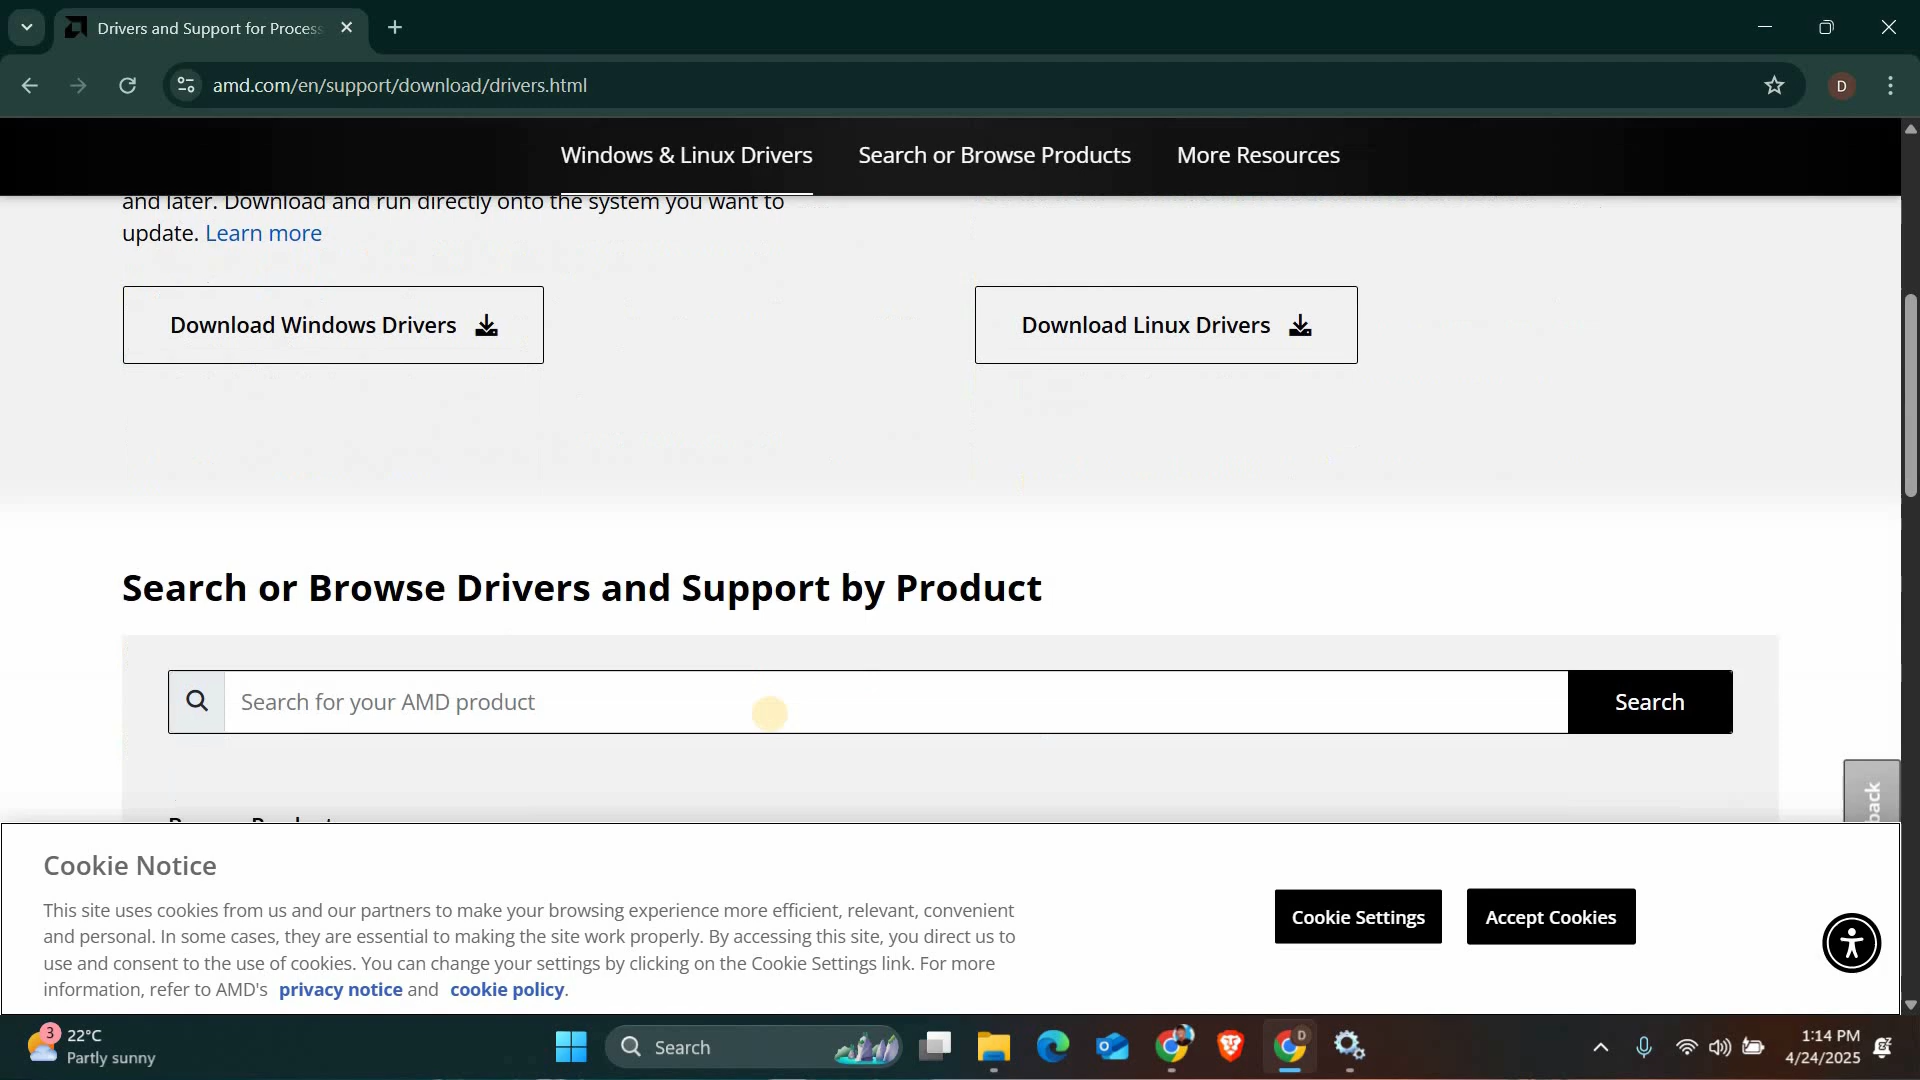 Drivers and Support for Process
amd.com/en/support/download/drivers.html
D
Windows & Linux Drivers
Search or Browse Products
More Resources
and later. Download and run directly onto the system you want to
update. Learn more
Download Windows Drivers
Download Linux Drivers
Search or Browse Drivers and Support by Product
Search for your AMD product
Search
Cookie Notice
This site uses cookies from us and our partners to make your browsing experience more efficient, relevant, convenient
and personal. In some cases, they are essential to making the site work properly. By accessing this site, you direct us to
use and consent to the use of cookies. You can change your settings by clicking on the Cookie Settings link. For more
information, refer to AMD's privacy notice and cookie policy.
Cookie Settings
Accept Cookies
3
22°C
Partly sunny
Search
D
1:14 PM
4/24/2025